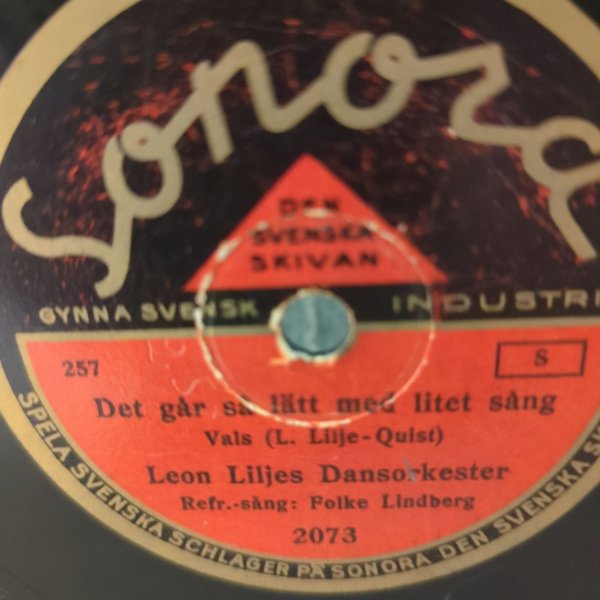 Sonora
DEN
SVENSKA
SKIVAN
GYNNA SVENSK INDUSTRI
257
S
Det går så lätt med litet sång
Vals (L. Lilje-Quist)
Leon Liljes Dansorkester
Refr.-sång: Folke Lindberg
2073
SPELA SVENSKA SCHLAGER PÅ SONORA DEN SVENSKA